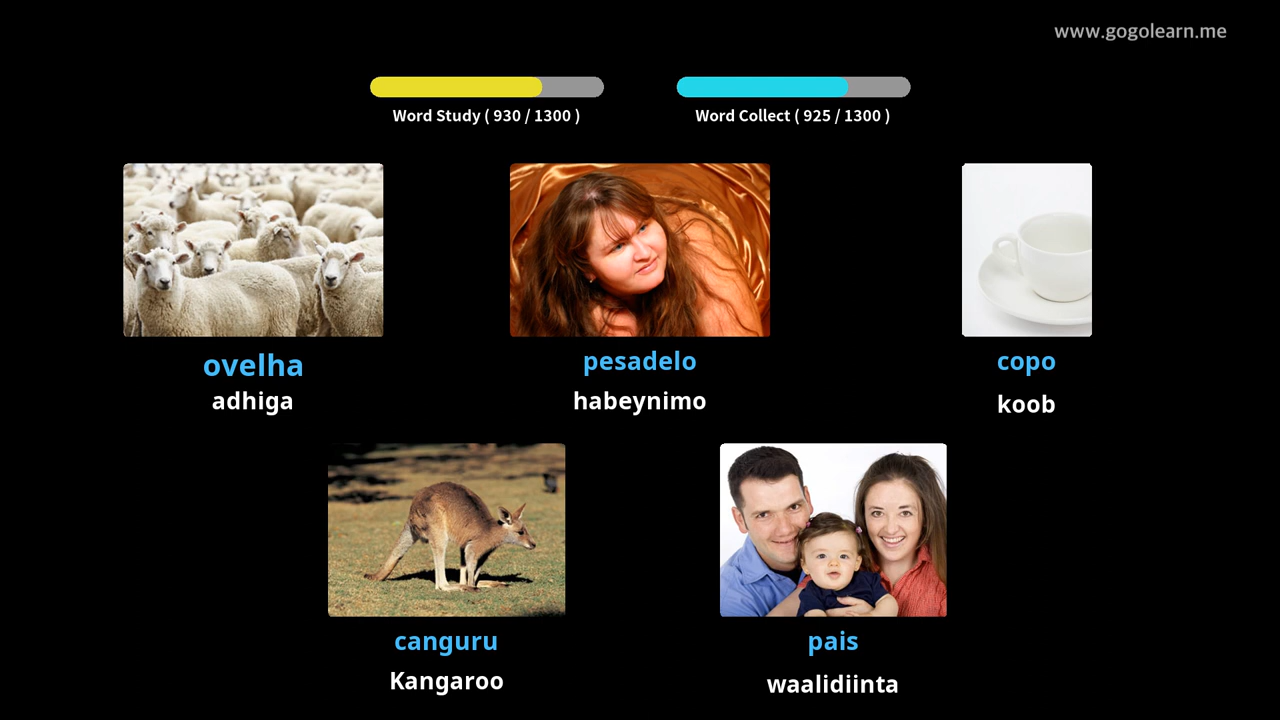 www.gogolearn.me
Word Study ( 930 / 1300 )
Word Collect ( 925 / 1300 )
ovelha
adhiga
pesadelo
habeynimo
copo
koob
canguru
Kangaroo
pais
waalidiinta